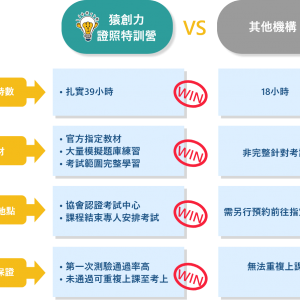 猿創力
證照特訓營
VS
其他機構
時數
・扎實39小時
WIN
18小時
材
・官方指定教材
・大量模擬題庫練習
・考試範圍完整學習
WIN
非完整針對考
地點
・協會認證考試中心
・課程結束專人安排考試
WIN
需另行預約前往指
保證
・第一次測驗通過率高
・未通過可重複上課至考上
WIN
無法重複上課